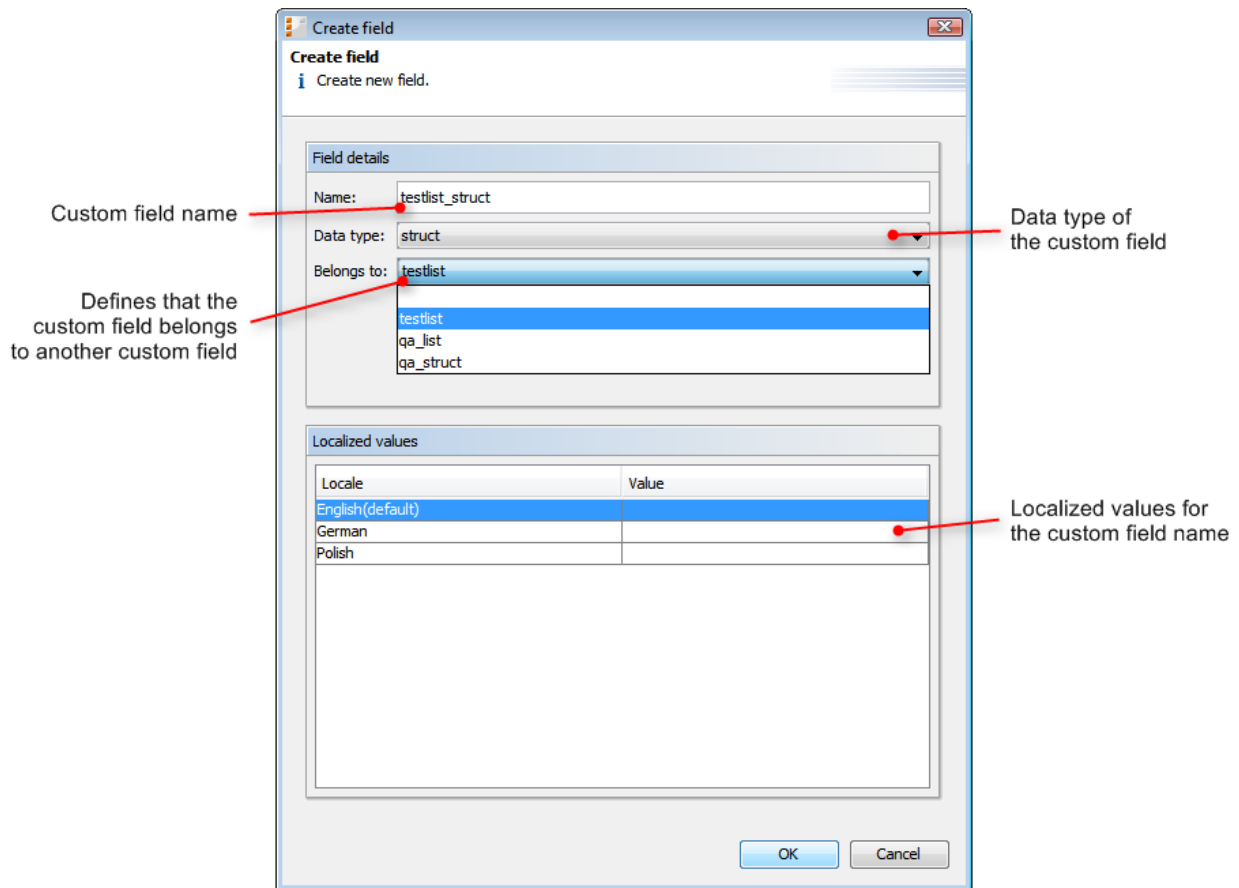 Create field
Create field
i Create new field.
Field details
Name: testlist_struct
Custom field name
Data type: struct
Data type of
the custom field
Belongs to: testlist
Defines that the
custom field belongs
to another custom field
testlist
qa_list
qa_struct
Localized values
Locale Value
English(default)
German
Polish
Localized values for
the custom field name
OK Cancel